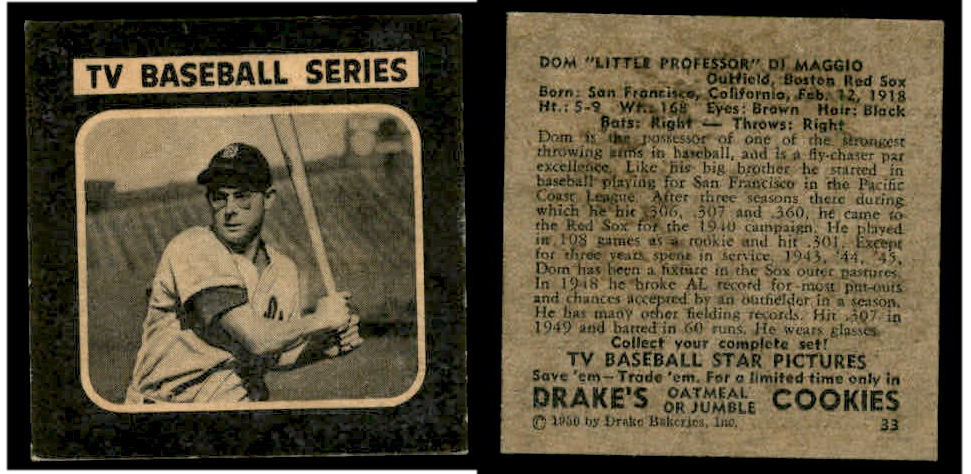 TV BASEBALL SERIES
DOM "LITTLE PROFESSOR" DI MAGGIO
Outfield, Boston Red Sox
Born: San Francisco, California, Feb. 12, 1918
Ht.: 5-9 Wt.: 168 Eyes: Brown Hair: Black
Bats: Right — Throws: Right
Dom is the possessor of one of the strongest
throwing arms in baseball, and is a fly-chaser par
excellence. Like his big brother he started in
baseball playing for San Francisco in the Pacific
Coast League. After three seasons there during
which he hit .306, .307 and .360, he came to
the Red Sox for the 1940 campaign. He played
in 108 games as a rookie and hit .301. Except
for three years spent in service, 1943, '44, '45,
Dom has been a fixture in the Sox outer pastures.
In 1948 he broke AL record for most put-outs
and chances accepted by an outfielder in a season.
He has many other fielding records. Hit .307 in
1949 and batted in 60 runs. He wears glasses.
Collect your complete set!
TV BASEBALL STAR PICTURES
Save 'em—Trade 'em. For a limited time only in
DRAKE'S OATMEAL OR JUMBLE COOKIES
© 1950 by Drake Bakeries, Inc. 33